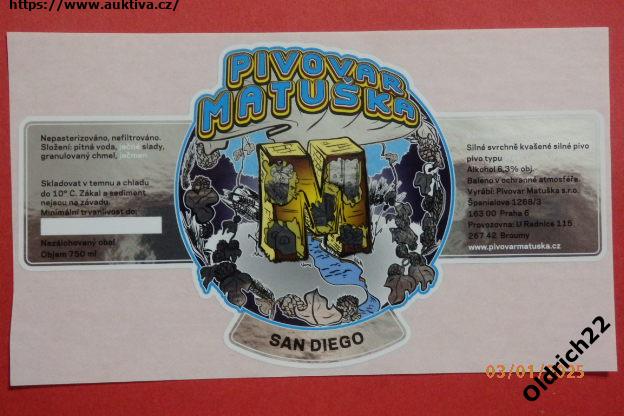 https://www.auktiva.cz/
PIVOVAR
MATUŠKA
Nepasterizováno, nefiltrováno.
Složení: pitná voda, ječné slady,
granulovaný chmel, ječmen
Skladovat v temnu a chladu
do 10° C. Zákal a sediment
nejsou na závadu.
Minimální trvanlivost do:
Nezálohovaný obal
Objem 750 ml
Silné svrchně kvašené silné pivo
pivo typu
Alkohol 6,3% obj.
Baleno v ochranné atmosféře.
Vyrábí: Pivovar Matuška s.r.o.
Španielova 1268/3
163 00 Praha 6
Provozovna: U Radnice 115
267 42 Broumy
www.pivovarmatuska.cz
N
SAN DIEGO
03/01/2025
Oldrich22